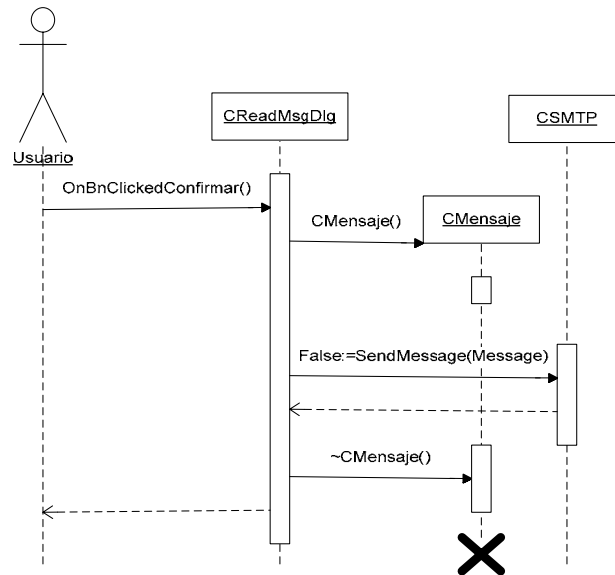 CReadMsgDlg
CSMTP
Usuario
OnBnClickedConfirmar()
CMensaje()
CMensaje
False:=SendMessage(Message)
~CMensaje()